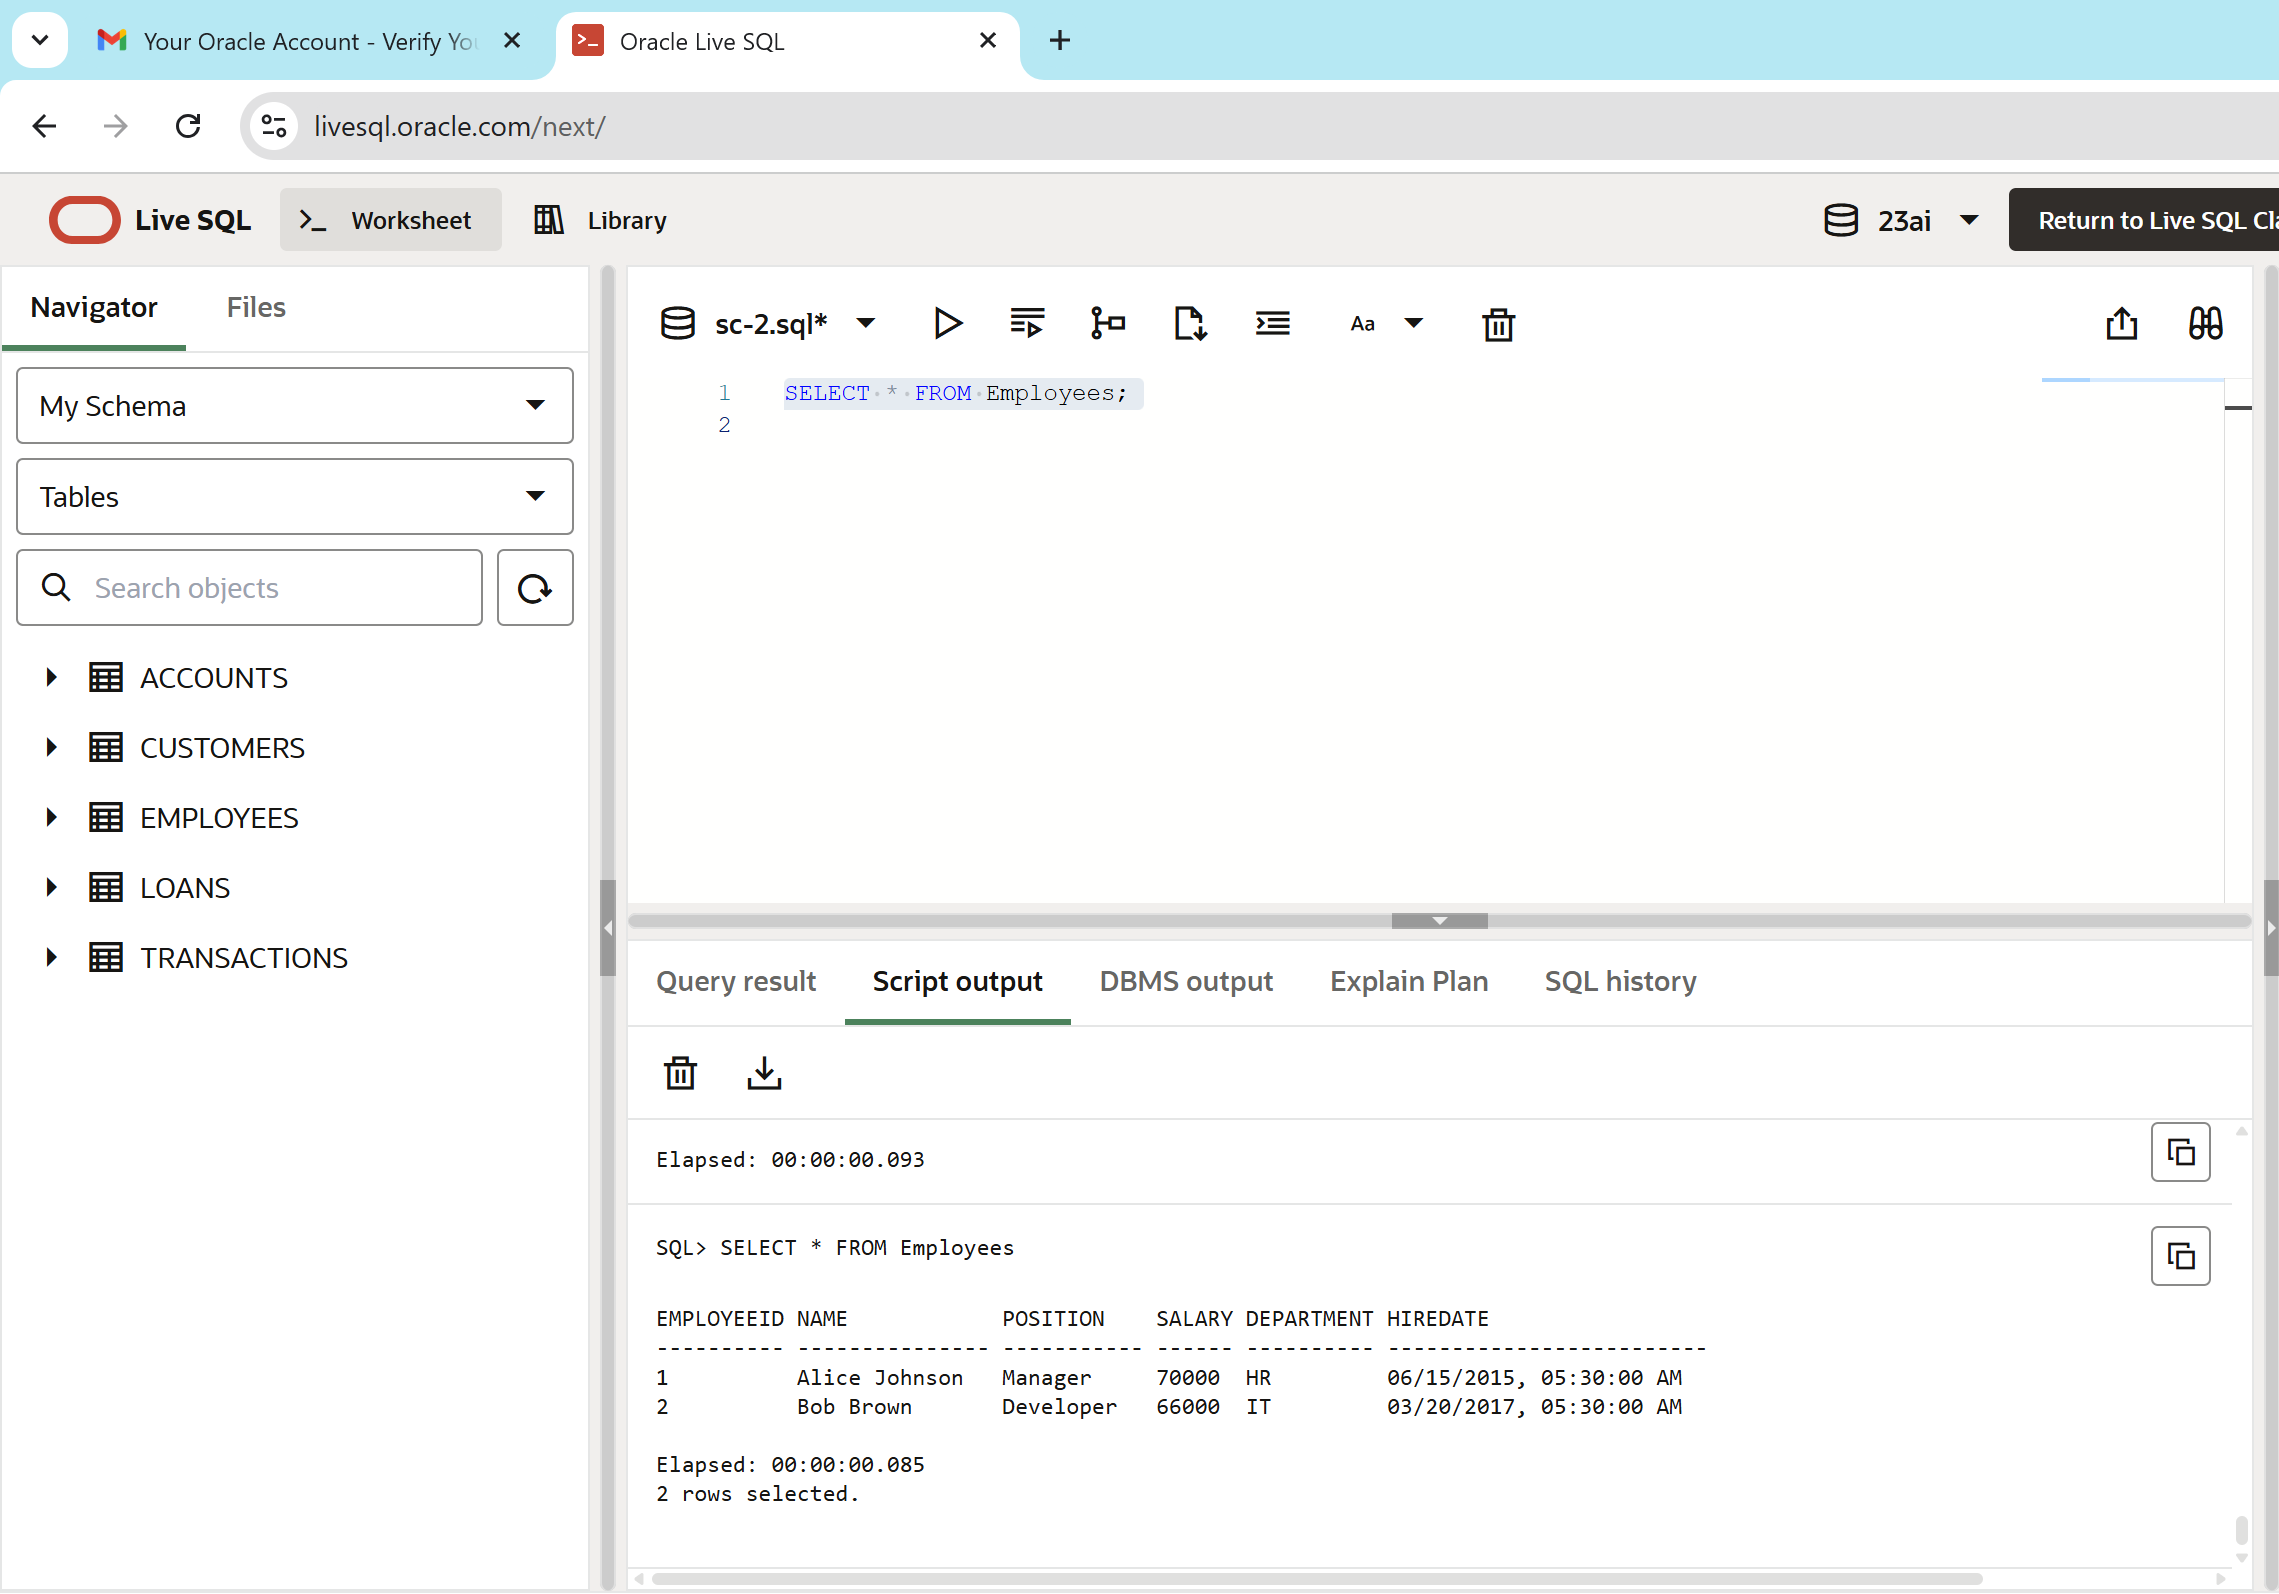 Your Oracle Account - Verify You
Oracle Live SQL
livesql.oracle.com/next/
Live SQL
Worksheet
Library
23ai
Return to Live SQL Cla
Navigator
Files
My Schema
Tables
Search objects
ACCOUNTS
CUSTOMERS
EMPLOYEES
LOANS
TRANSACTIONS
sc-2.sql*
Aa
1 SELECT * FROM Employees;
2
Query result
Script output
DBMS output
Explain Plan
SQL history
Elapsed: 00:00:00.093
SQL> SELECT * FROM Employees
EMPLOYEEID NAME            POSITION    SALARY DEPARTMENT HIREDATE
---------- --------------- ----------- ------ ---------- -------------------------
1          Alice Johnson   Manager     70000  HR         06/15/2015, 05:30:00 AM
2          Bob Brown       Developer   66000  IT         03/20/2017, 05:30:00 AM
Elapsed: 00:00:00.085
2 rows selected.